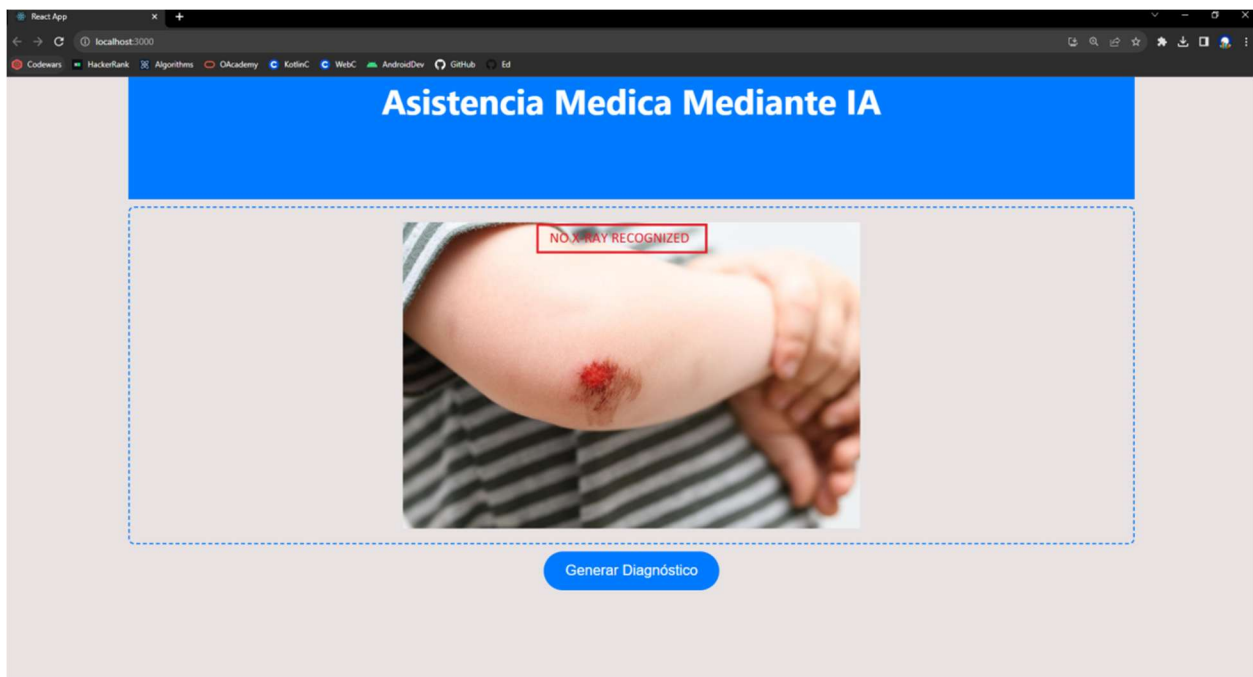 React App
localhost:3000
Codewars HackerRank Algorithms OAcademy KotlinC WebC AndroidDev GitHub Ed
Asistencia Medica Mediante IA
NO X-RAY RECOGNIZED
Generar Diagnóstico